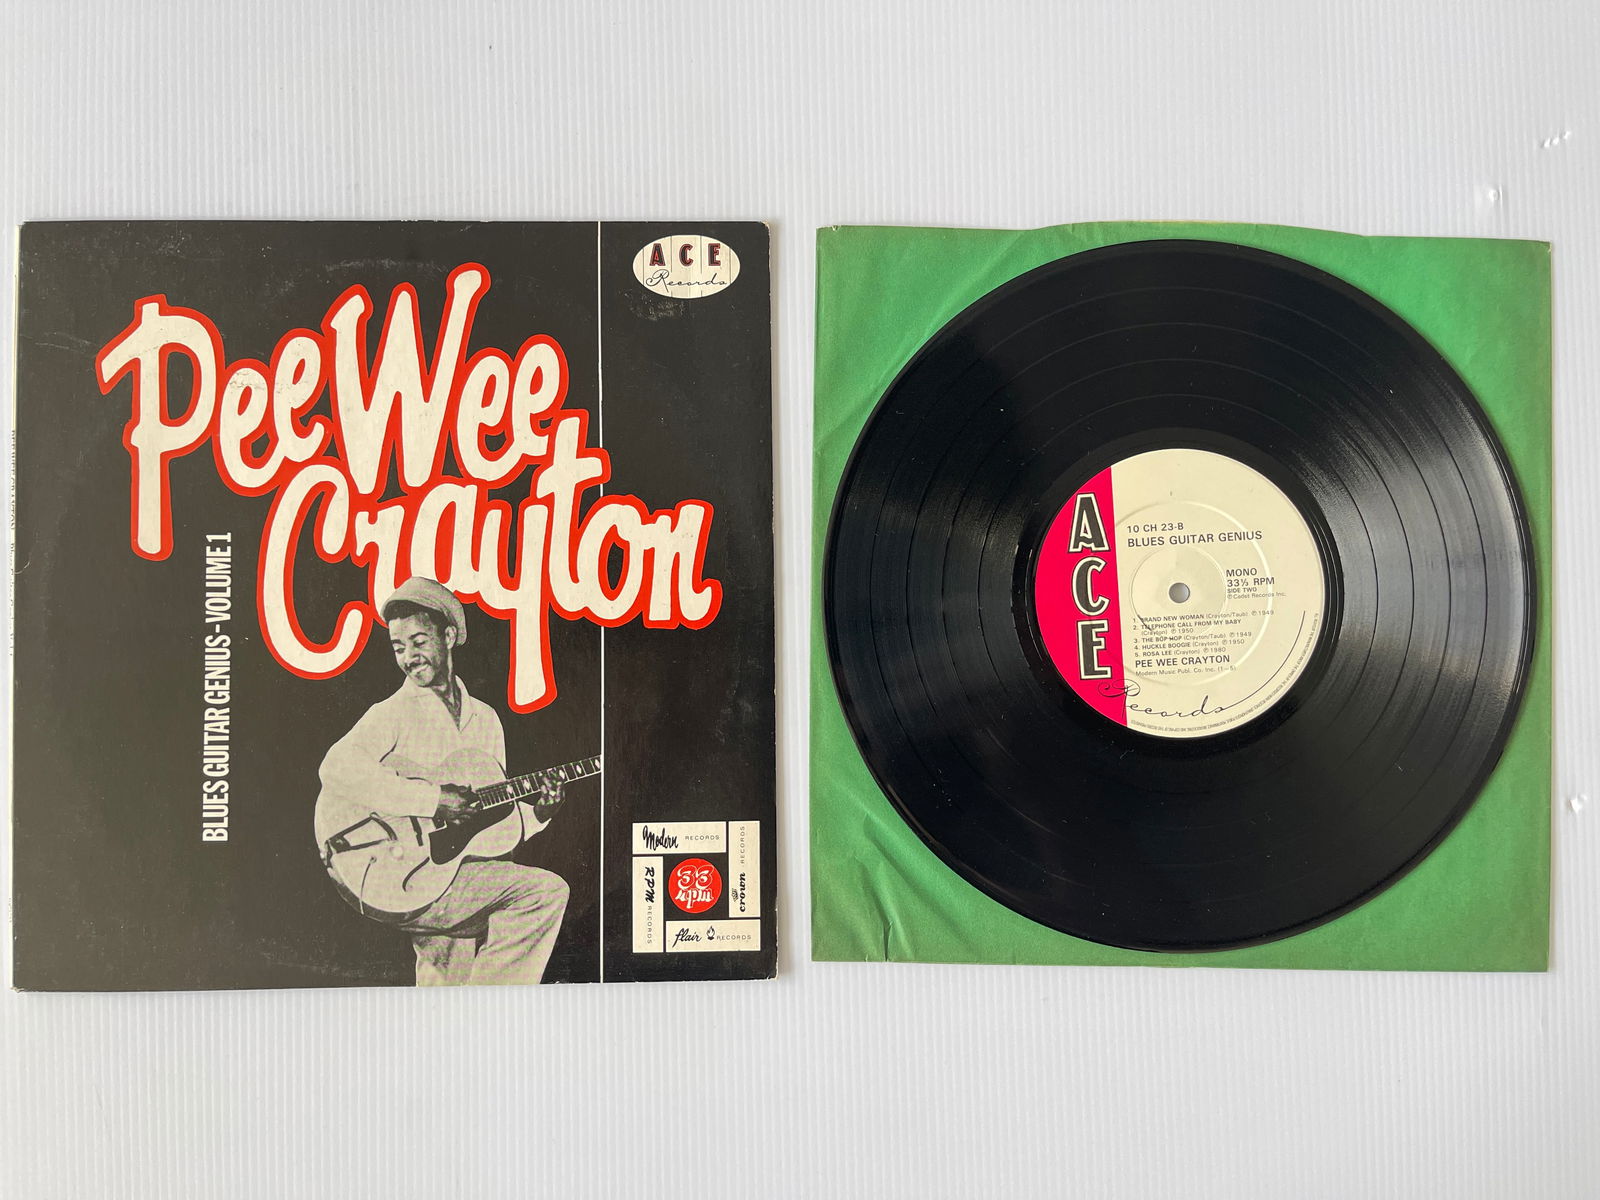 Pee Wee
Crayton
BLUES GUITAR GENIUS-VOLUME 1
ACE
Records
Modern RECORDS
crown RECORDS
RPM RECORDS
33
rpm
flair RECORDS
ACE
Records
10 CH 23-B
BLUES GUITAR GENIUS
MONO
33⅓ RPM
SIDE TWO
℗ Cadet Records Inc.
1. BRAND NEW WOMAN (Crayton/Taub) ℗ 1949
2. TELEPHONE CALL FROM MY BABY
(Crayton) ℗ 1950
3. THE BOP HOP (Crayton/Taub) ℗ 1949
4. HUCKLE BOOGIE (Crayton) ℗ 1950
5. ROSA LEE (Crayton) ℗ 1980
PEE WEE CRAYTON
Modern Music Publ. Co. Inc. (1–5)